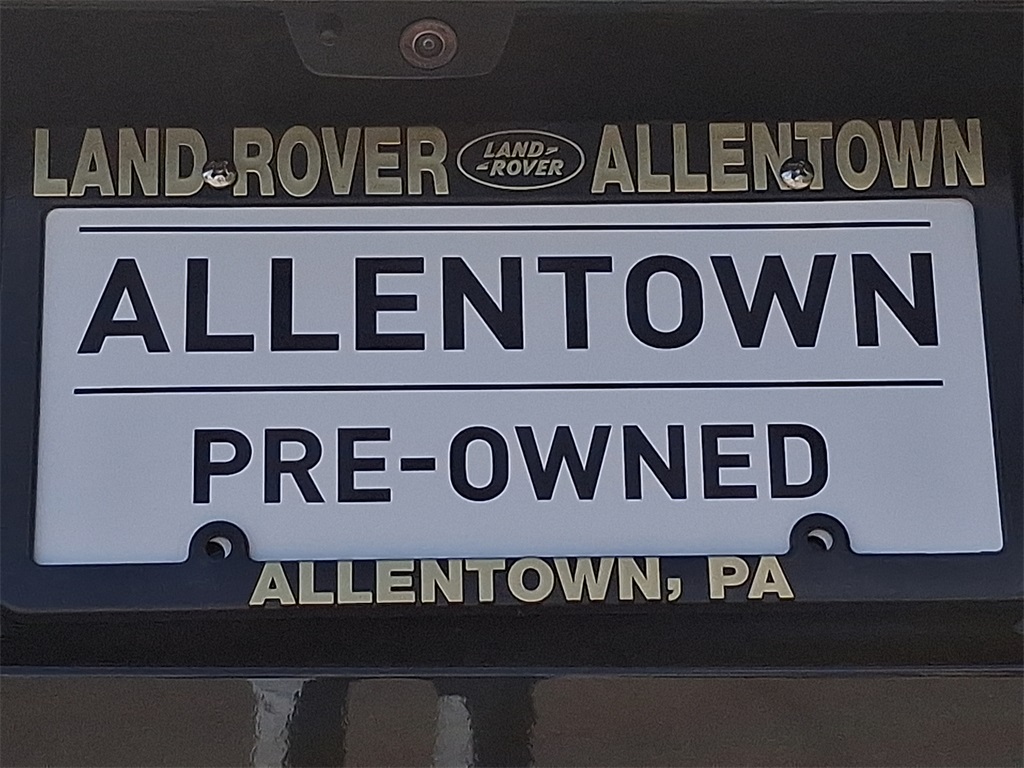 LAND ROVER LAND-ROVER ALLENTOWN
ALLENTOWN
PRE-OWNED
ALLENTOWN, PA